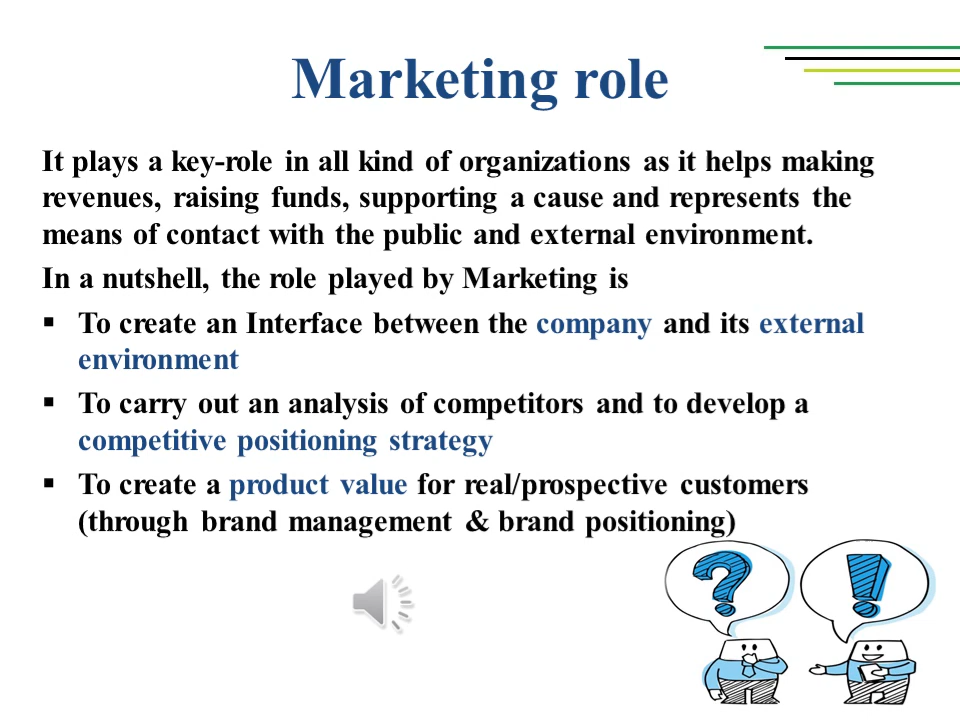 Marketing role
It plays a key-role in all kind of organizations as it helps making
revenues, raising funds, supporting a cause and represents the
means of contact with the public and external environment.
In a nutshell, the role played by Marketing is
▪ To create an Interface between the company and its external
environment
▪ To carry out an analysis of competitors and to develop a
competitive positioning strategy
▪ To create a product value for real/prospective customers
(through brand management & brand positioning)
? !